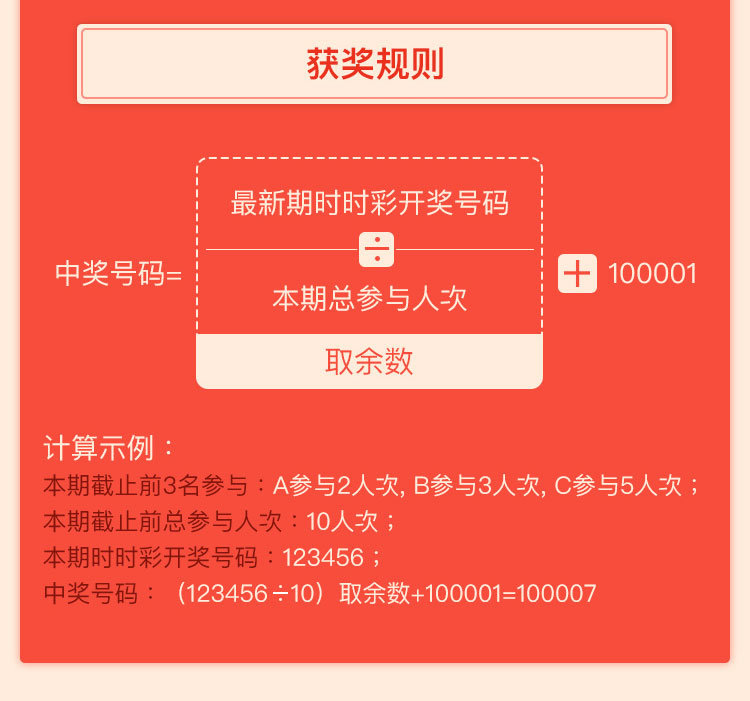 获奖规则
最新期时时彩开奖号码
÷
中奖号码=
+ 100001
本期总参与人次
取余数
计算示例：
本期截止前3名参与：A参与2人次, B参与3人次, C参与5人次；
本期截止前总参与人次：10人次；
本期时时彩开奖号码：123456；
中奖号码：（123456÷10）取余数+100001=100007